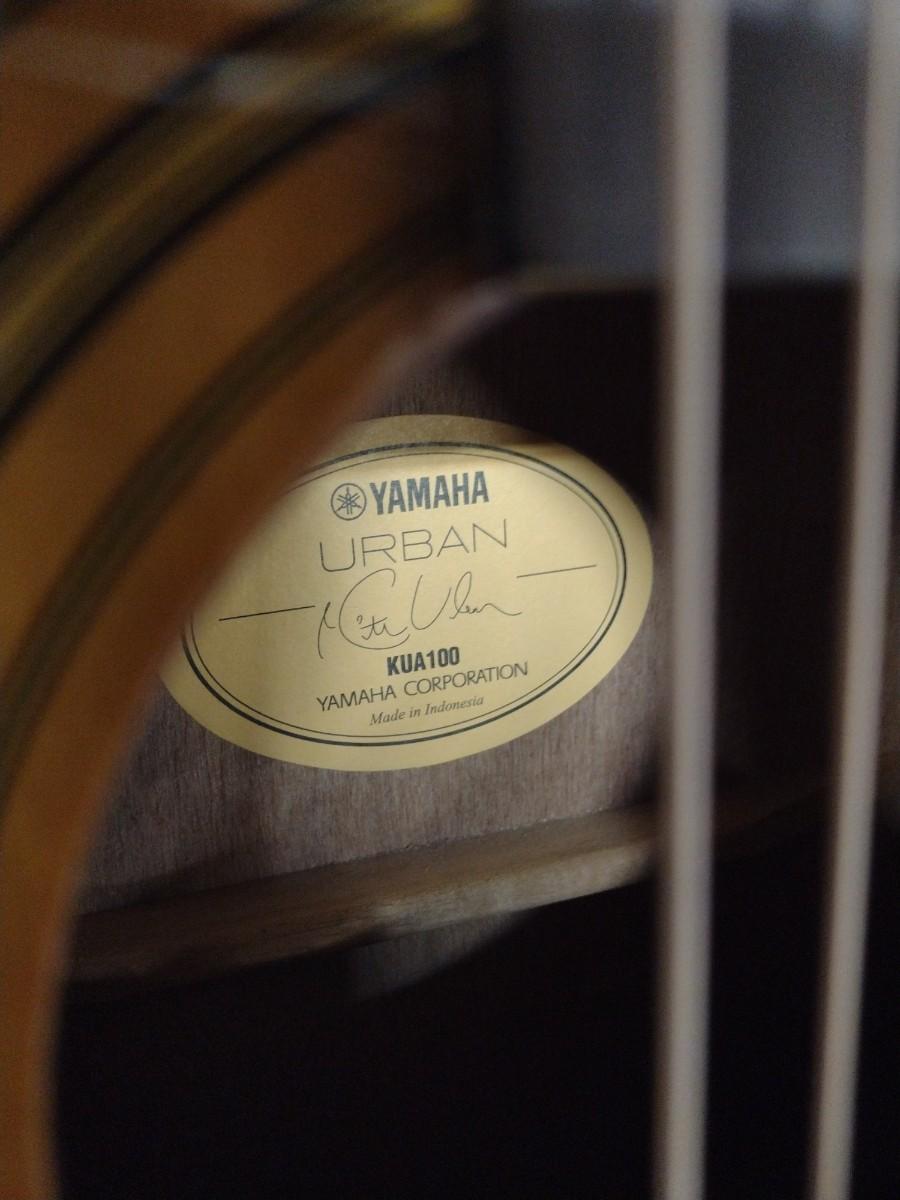 YAMAHA
URBAN
KUA100
YAMAHA CORPORATION
Made in Indonesia